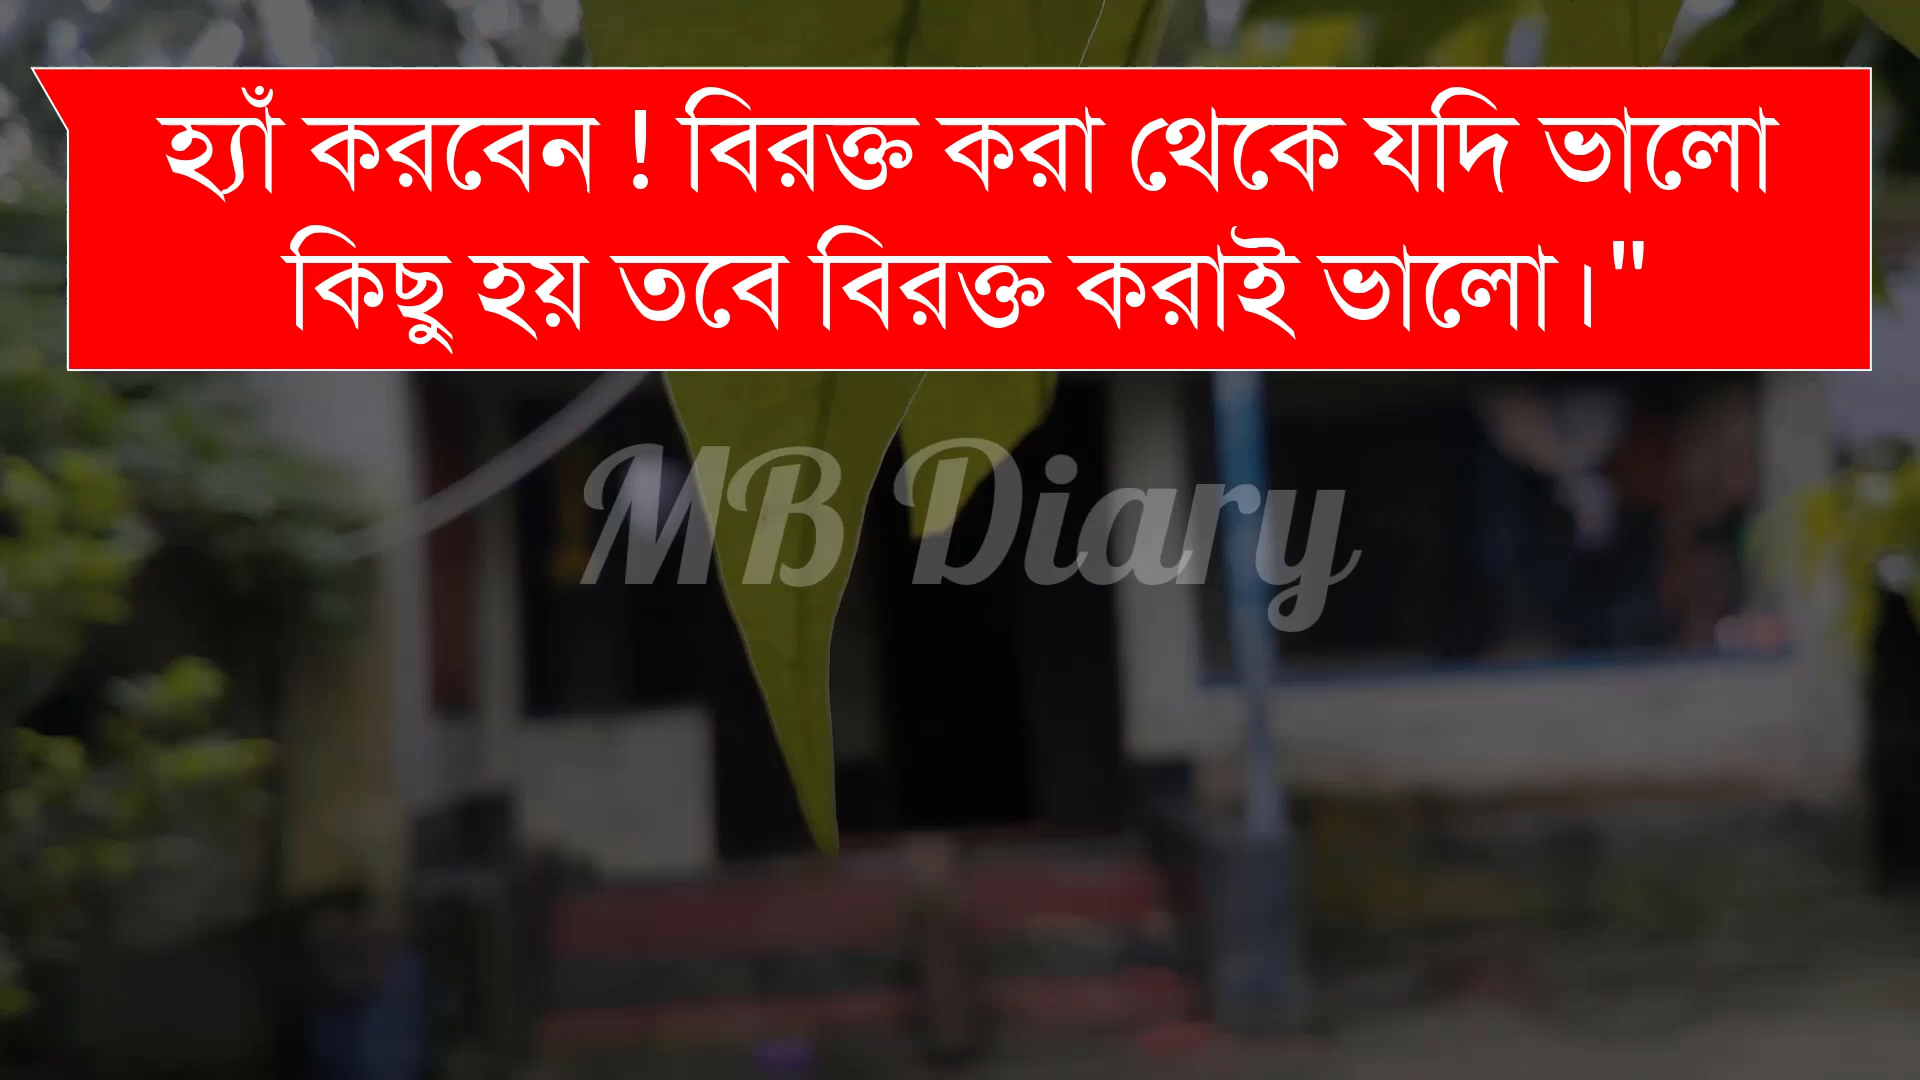 হ্যাঁ করবেন ! বিরক্ত করা থেকে যদি ভালো
কিছু হয় তবে বিরক্ত করাই ভালো।"
MB Diary